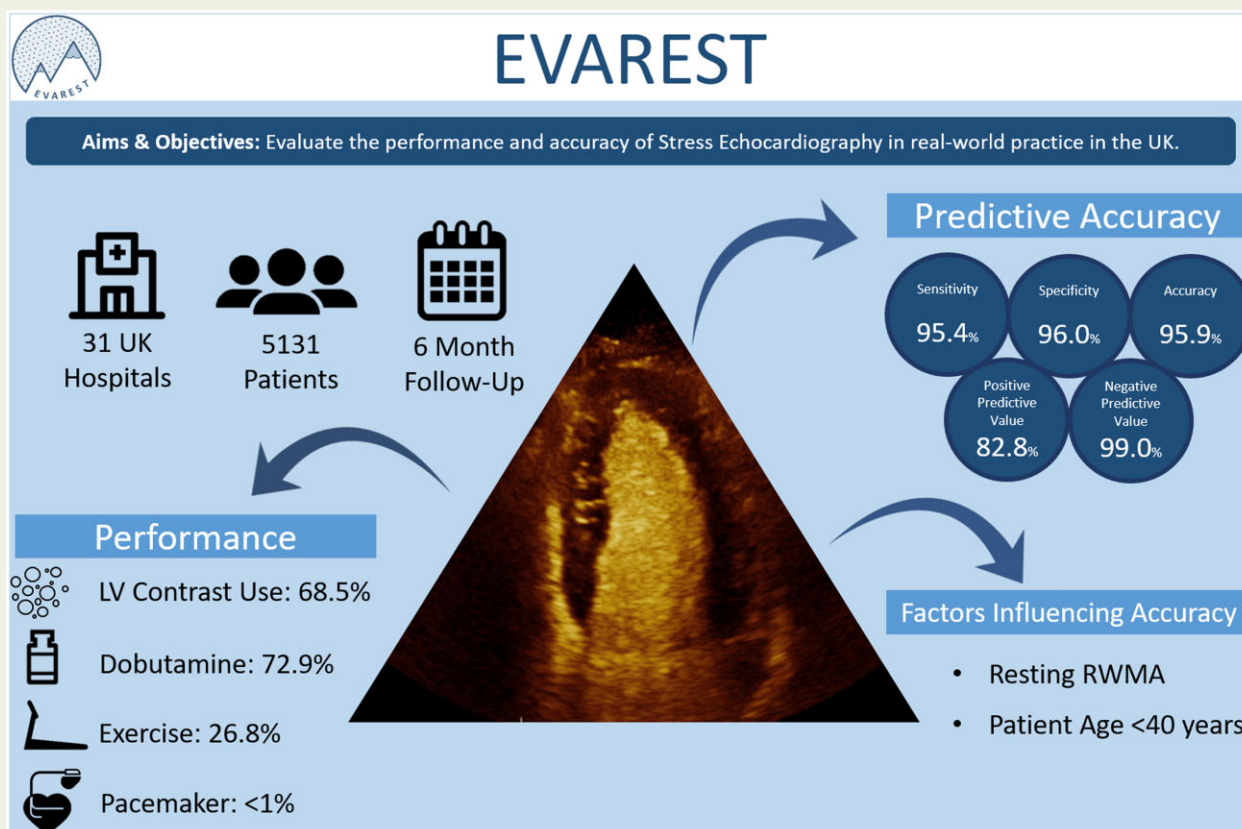 EVAREST
EVAREST
Aims & Objectives: Evaluate the performance and accuracy of Stress Echocardiography in real-world practice in the UK.
31 UK
Hospitals
5131
Patients
6 Month
Follow-Up
Predictive Accuracy
Sensitivity
95.4%
Specificity
96.0%
Accuracy
95.9%
Positive
Predictive
Value
82.8%
Negative
Predictive
Value
99.0%
Performance
LV Contrast Use: 68.5%
Dobutamine: 72.9%
Exercise: 26.8%
Pacemaker: <1%
Factors Influencing Accuracy
• Resting RWMA
• Patient Age <40 years